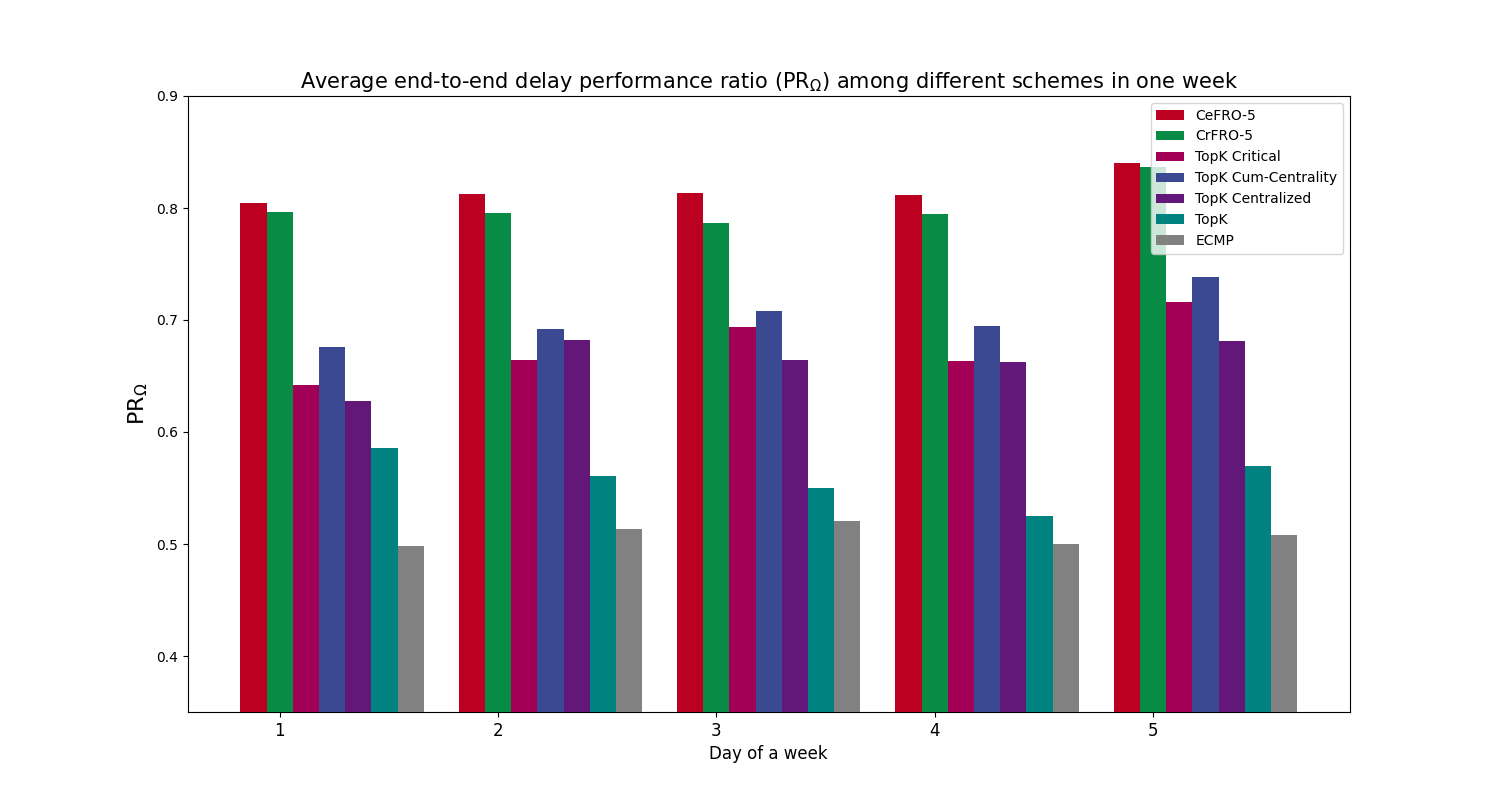 Average end-to-end delay performance ratio (PR_Ω) among different schemes in one week
0.9
0.8
0.7
0.6
0.5
0.4
PR_Ω
CeFRO-5
CrFRO-5
TopK Critical
TopK Cum-Centrality
TopK Centralized
TopK
ECMP
1 2 3 4 5
Day of a week